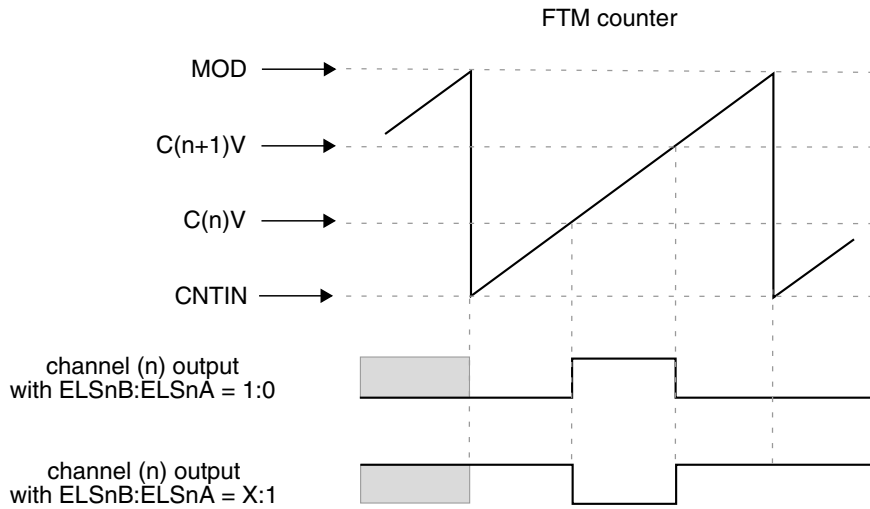 FTM counter
MOD
C(n+1)V
C(n)V
CNTIN
channel (n) output
with ELSnB:ELSnA = 1:0
channel (n) output
with ELSnB:ELSnA = X:1